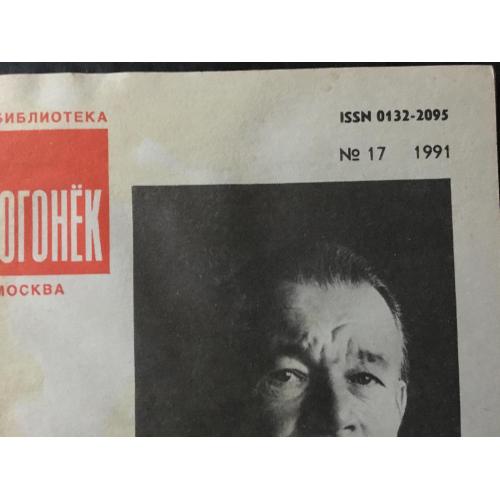 БИБЛИОТЕКА
ОГОНЁК
МОСКВА
ISSN 0132-2095
№ 17 1991